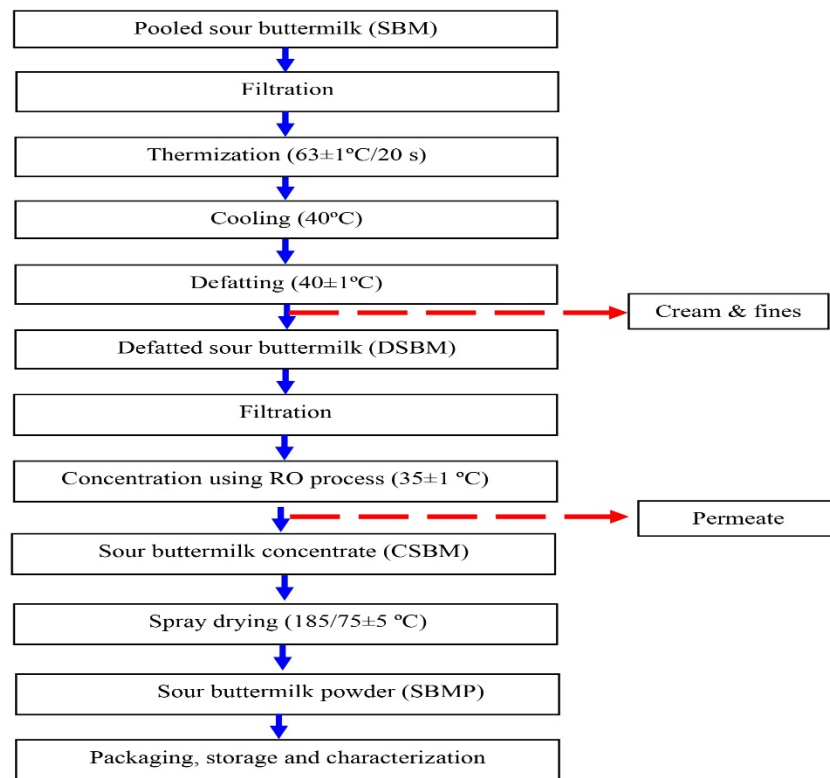 Pooled sour buttermilk (SBM)
Filtration
Thermization (63±1ºC/20 s)
Cooling (40ºC)
Defatting (40±1ºC)
Cream & fines
Defatted sour buttermilk (DSBM)
Filtration
Concentration using RO process (35±1 ºC)
Permeate
Sour buttermilk concentrate (CSBM)
Spray drying (185/75±5 ºC)
Sour buttermilk powder (SBMP)
Packaging, storage and characterization